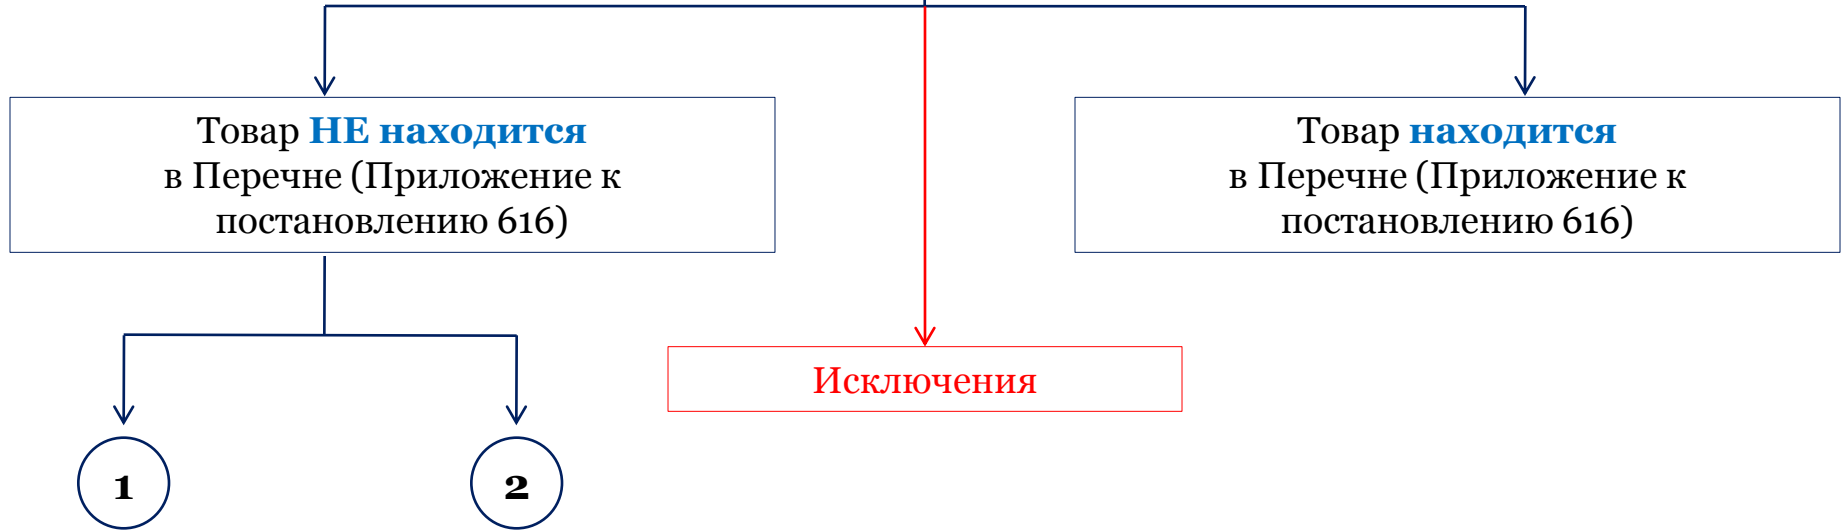 Товар НЕ находится
в Перечне (Приложение к
постановлению 616)
Товар находится
в Перечне (Приложение к
постановлению 616)
Исключения
1
2